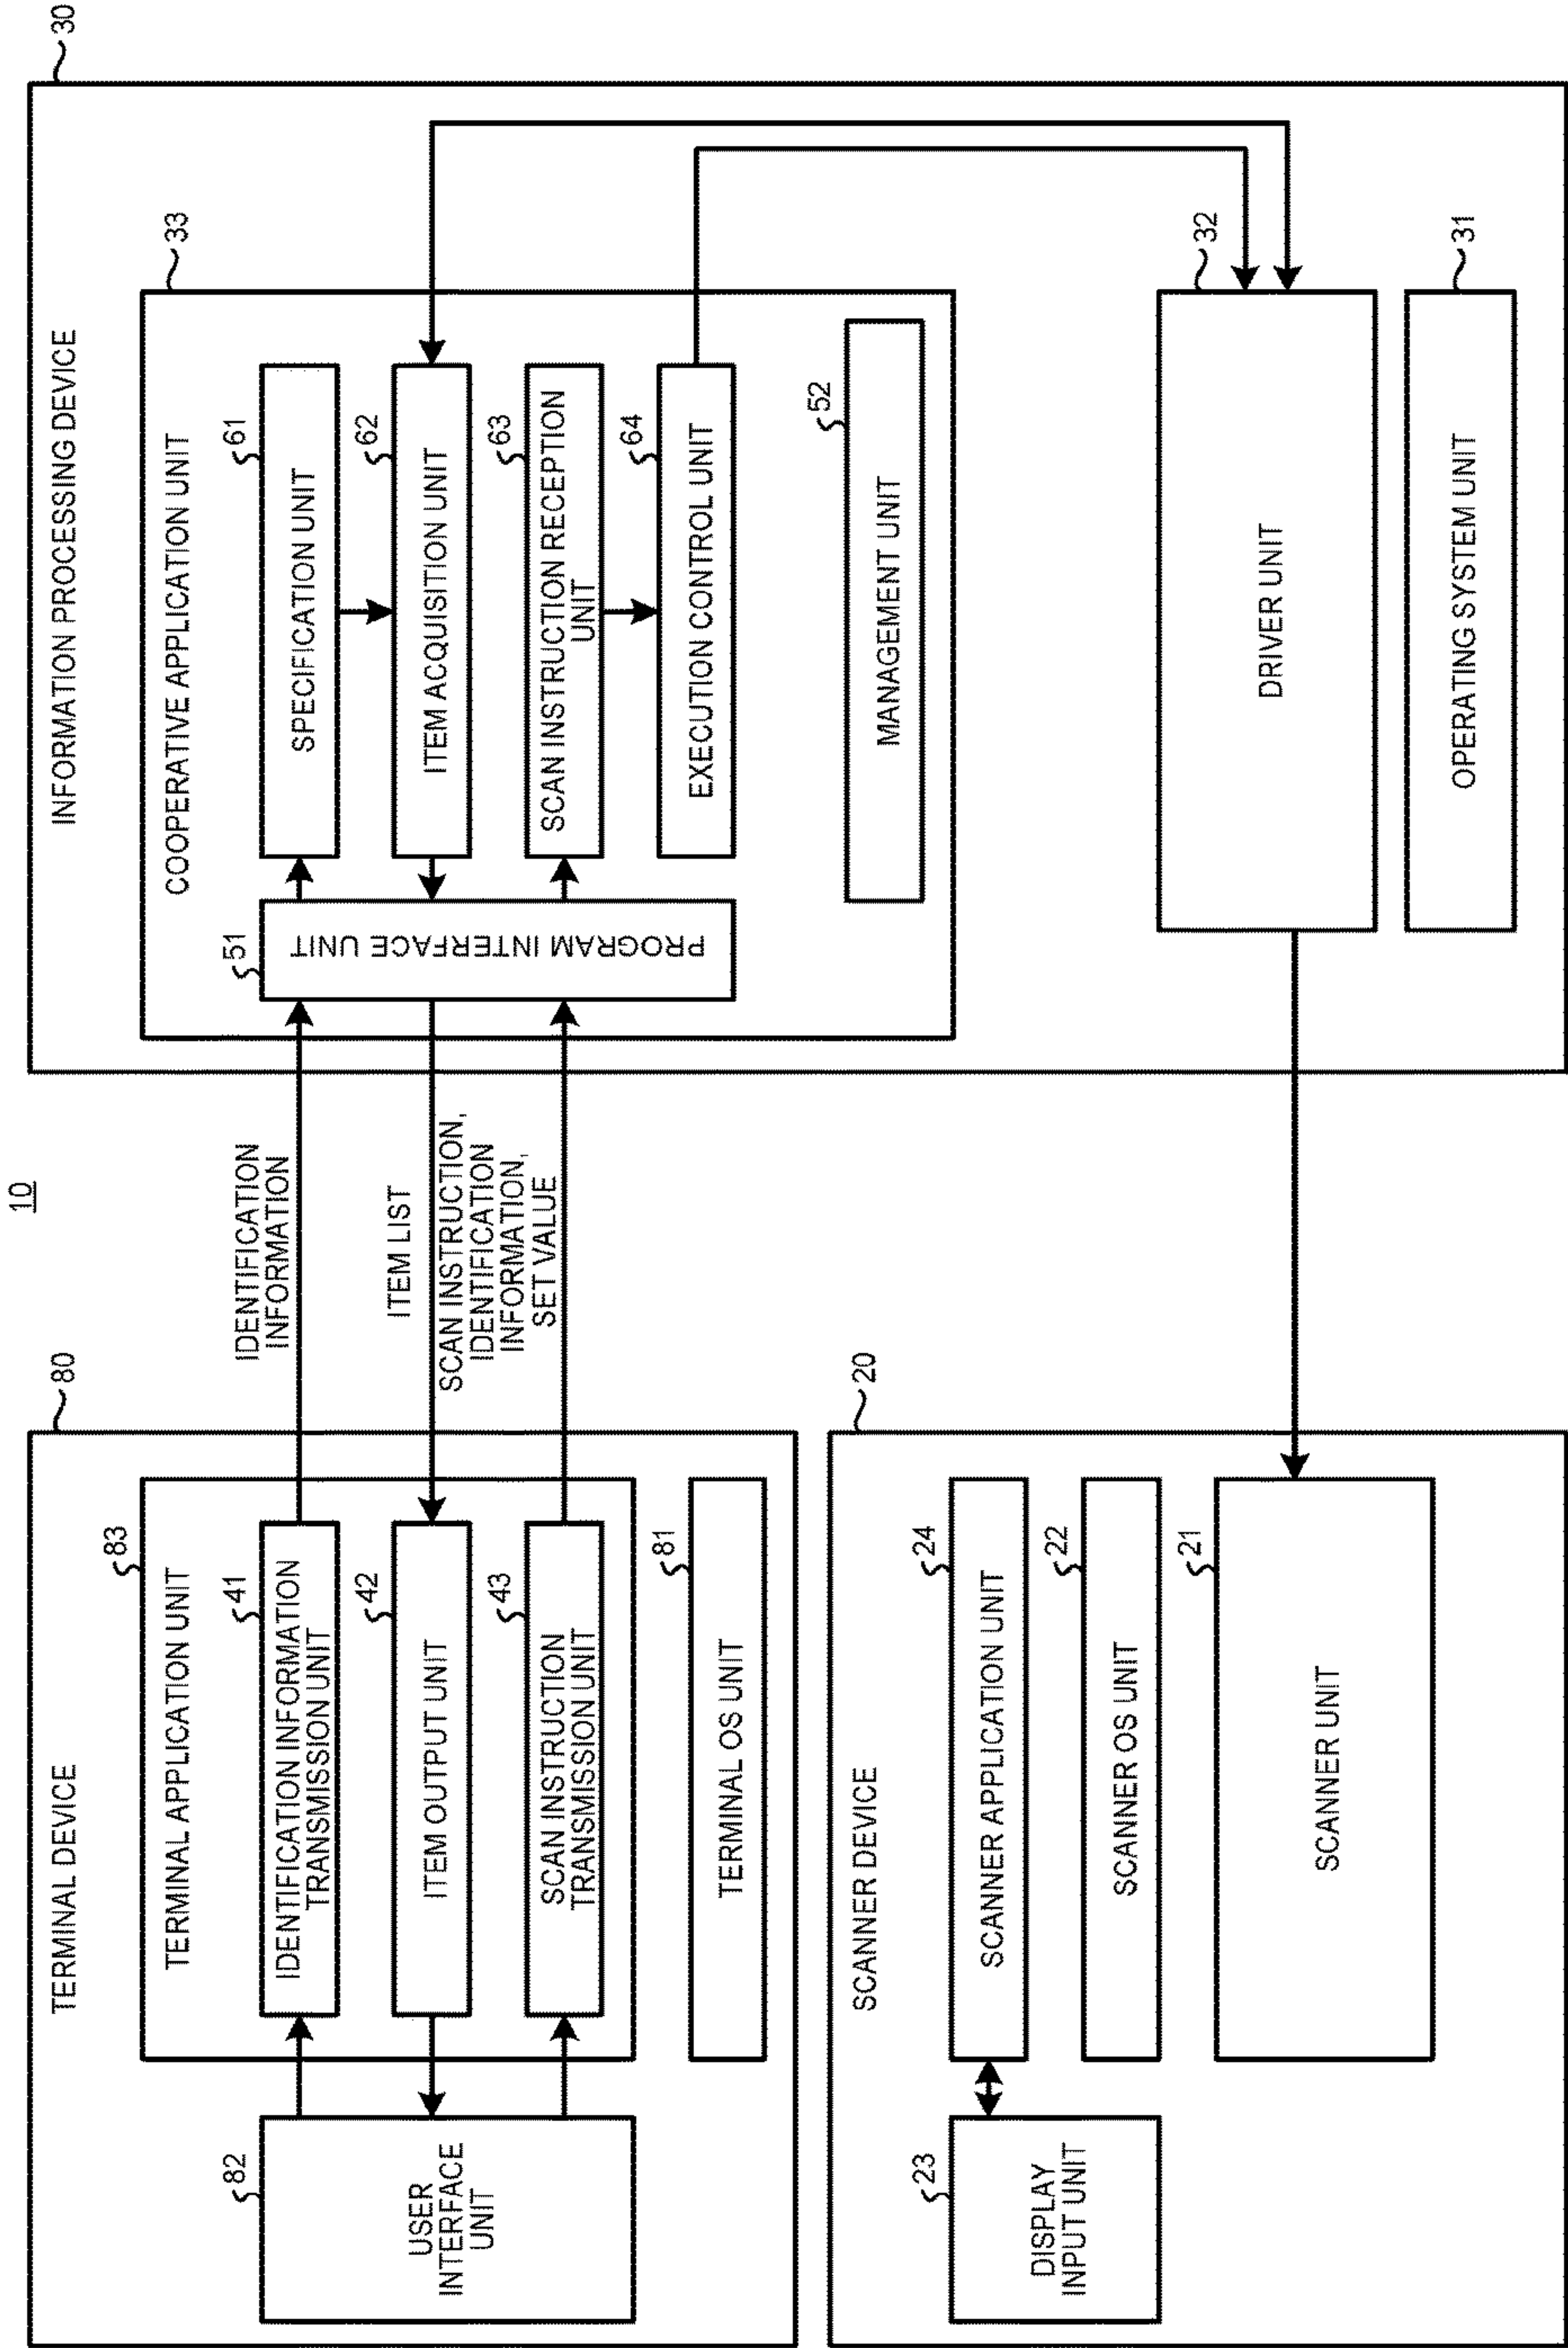 10
TERMINAL DEVICE
80
TERMINAL APPLICATION UNIT
83
USER
INTERFACE
UNIT
82
IDENTIFICATION INFORMATION
TRANSMISSION UNIT
41
ITEM OUTPUT UNIT
42
SCAN INSTRUCTION
TRANSMISSION UNIT
43
TERMINAL OS UNIT
81
IDENTIFICATION
INFORMATION
ITEM LIST
SCAN INSTRUCTION,
IDENTIFICATION
INFORMATION,
SET VALUE
INFORMATION PROCESSING DEVICE
30
COOPERATIVE APPLICATION UNIT
33
PROGRAM INTERFACE UNIT
51
SPECIFICATION UNIT
61
ITEM ACQUISITION UNIT
62
SCAN INSTRUCTION RECEPTION
UNIT
63
EXECUTION CONTROL UNIT
64
MANAGEMENT UNIT
52
DRIVER UNIT
32
OPERATING SYSTEM UNIT
31
SCANNER DEVICE
20
DISPLAY
INPUT UNIT
23
SCANNER APPLICATION UNIT
24
SCANNER OS UNIT
22
SCANNER UNIT
21